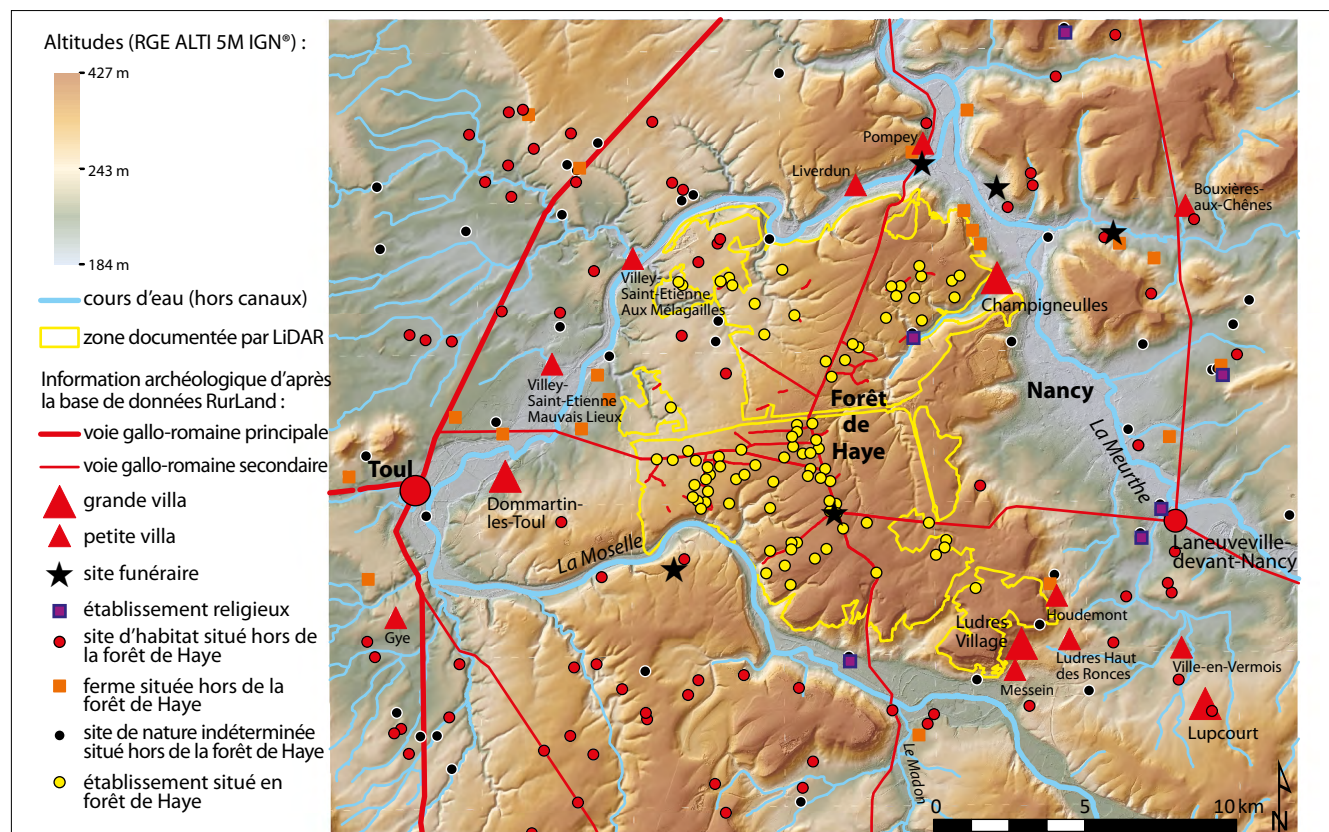 Altitudes (RGE ALTI 5M IGN®) :
427 m
243 m
184 m
cours d'eau (hors canaux)
zone documentée par LiDAR
Information archéologique d'après
la base de données RurLand :
voie gallo-romaine principale
voie gallo-romaine secondaire
grande villa
petite villa
site funéraire
établissement religieux
site d'habitat situé hors de
la forêt de Haye
ferme située hors de la
forêt de Haye
site de nature indéterminée
situé hors de la forêt de Haye
établissement situé en
forêt de Haye
Pompey
Liverdun
Bouxières-
aux-Chênes
Villey-
Saint-Etienne
Aux Mélagailles
Champigneulles
Villey-
Saint-Etienne
Mauvais Lieux
Forêt
de
Haye
Nancy
La Meurthe
Toul
Dommartin-
les-Toul
La Moselle
Laneuveville-
devant-Nancy
Gye
Houdemont
Ludres
Village
Ludres Haut
des Ronces
Ville-en-Vermois
Messein
Lupcourt
Le Madon
0 5 10 km
N